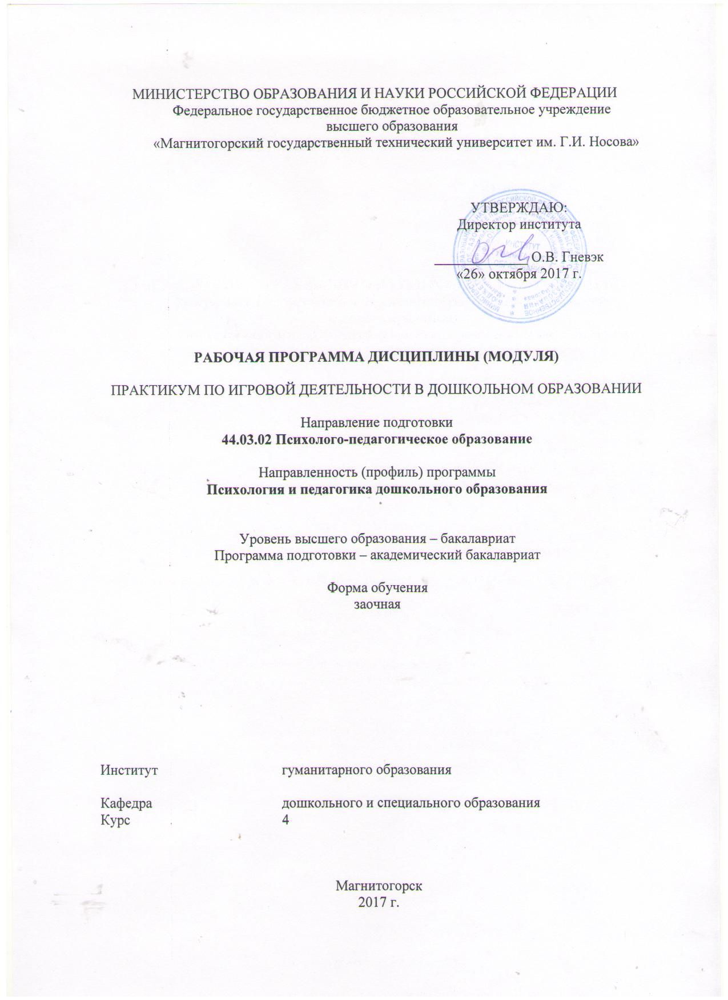 МИНИСТЕРСТВО ОБРАЗОВАНИЯ И НАУКИ РОССИЙСКОЙ ФЕДЕРАЦИИ
Федеральное государственное бюджетное образовательное учреждение
высшего образования
«Магнитогорский государственный технический университет им. Г.И. Носова»
УТВЕРЖДАЮ:
Директор института
О.В. Гневэк
«26» октября 2017 г.
РАБОЧАЯ ПРОГРАММА ДИСЦИПЛИНЫ (МОДУЛЯ)
ПРАКТИКУМ ПО ИГРОВОЙ ДЕЯТЕЛЬНОСТИ В ДОШКОЛЬНОМ ОБРАЗОВАНИИ
Направление подготовки
44.03.02 Психолого-педагогическое образование
Направленность (профиль) программы
Психология и педагогика дошкольного образования
Уровень высшего образования – бакалавриат
Программа подготовки – академический бакалавриат
Форма обучения
заочная
Институт гуманитарного образования
Кафедра дошкольного и специального образования
Курс 4
Магнитогорск
2017 г.